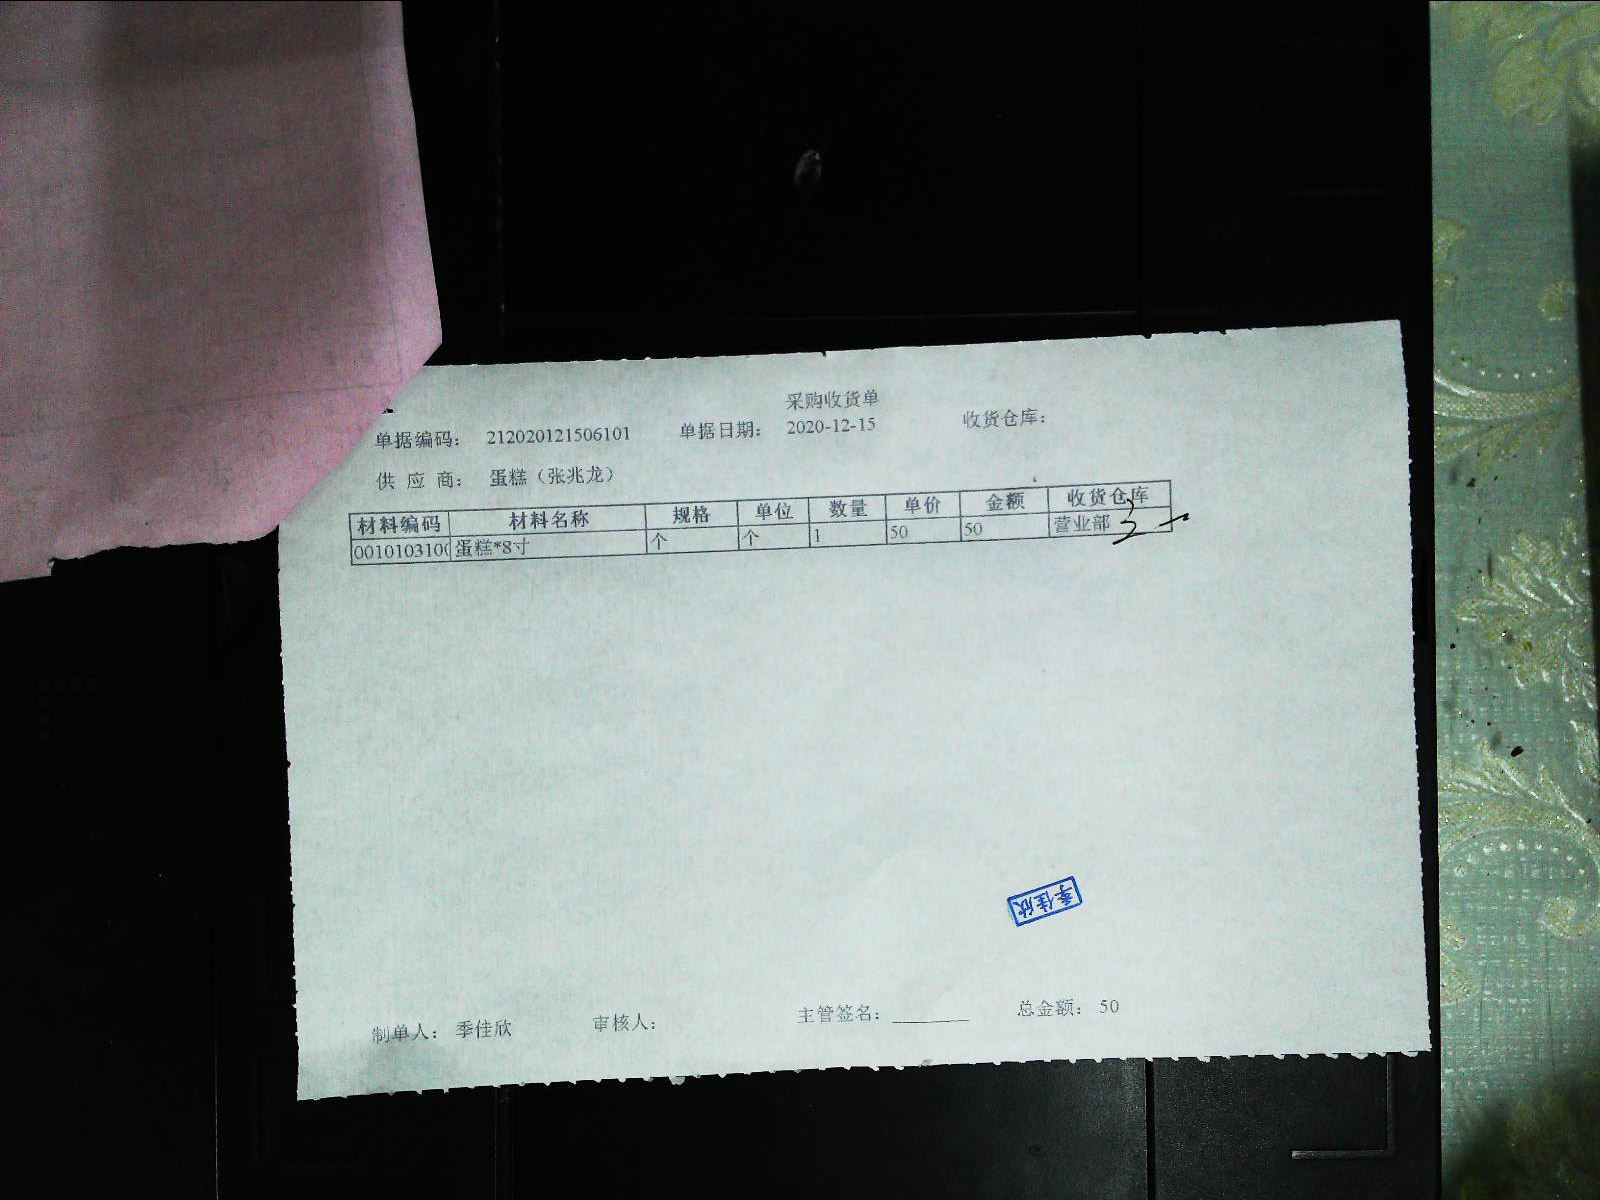 采购收货单
单据编码: 212020121506101 单据日期: 2020-12-15 收货仓库:
供应商: 蛋糕(张兆龙)
材料编码 材料名称 规格 单位 数量 单价 金额 收货仓库
0010103100 蛋糕*8寸 个 个 1 50 50 营业部
季佳欣
制单人: 季佳欣 审核人: 主管签名: 总金额: 50